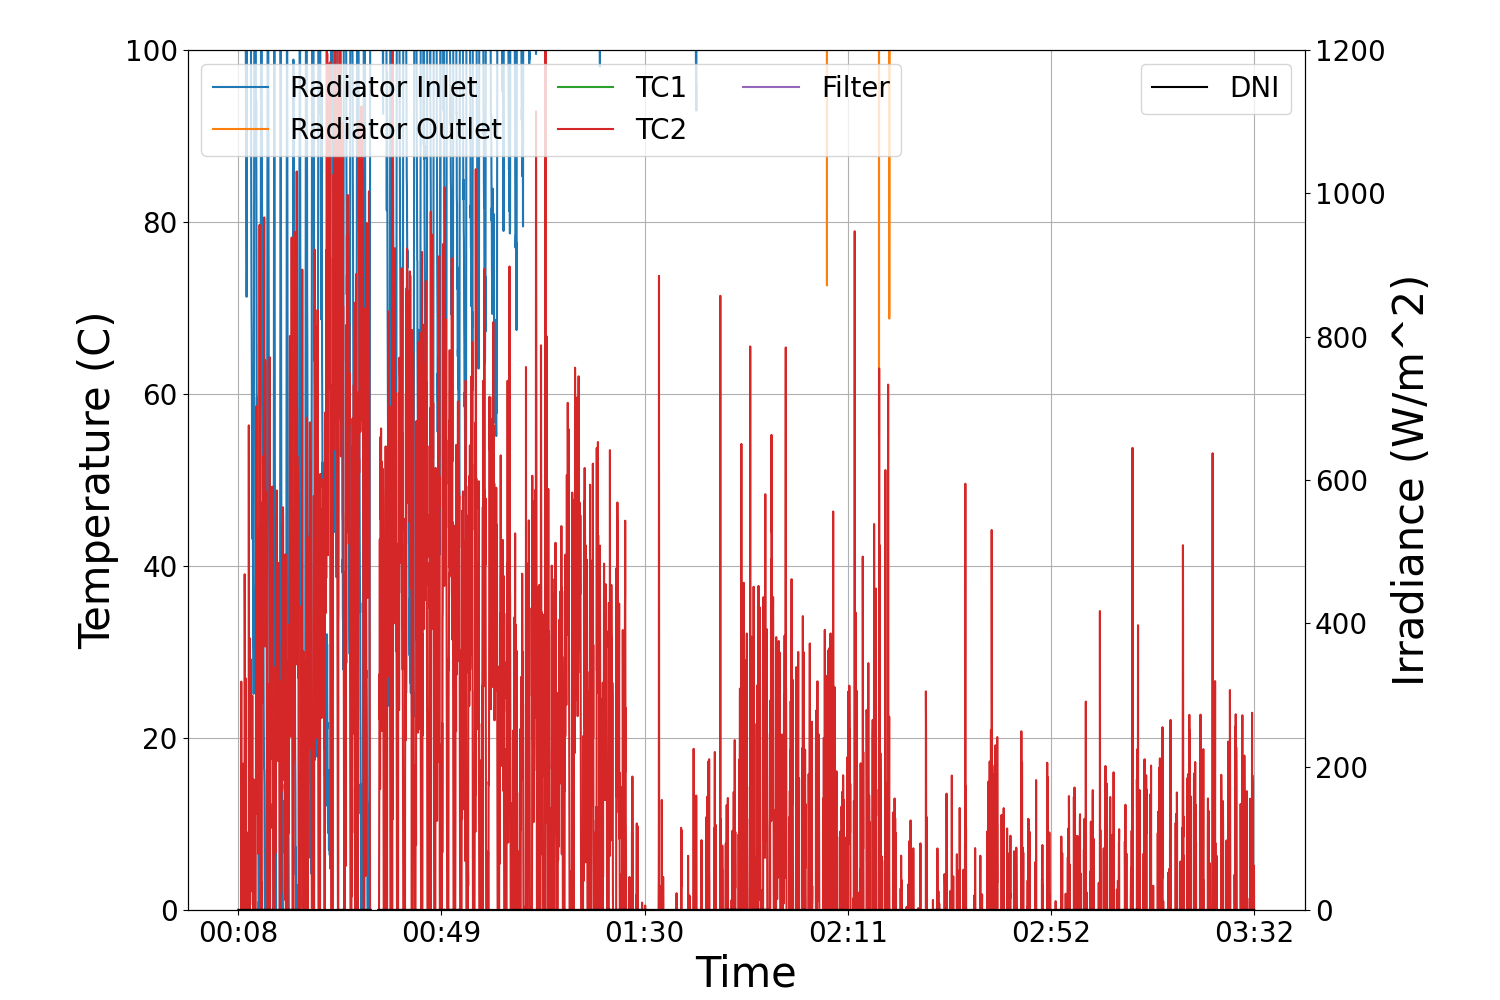 100
80
60
40
20
0
Temperature (C)
Radiator Inlet
Radiator Outlet
TC1
TC2
Filter
DNI
1200
1000
800
600
400
200
0
Irradiance (W/m^2)
00:08
00:49
01:30
02:11
02:52
03:32
Time